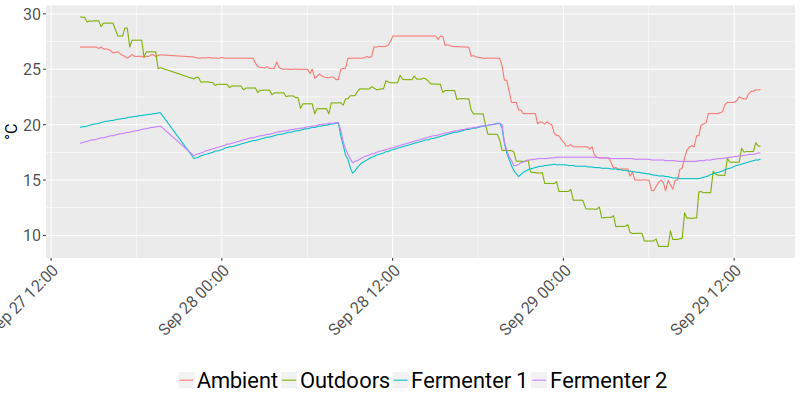 30
25
20
15
10
°C
27 12:00
Sep 28 00:00
Sep 28 12:00
Sep 29 00:00
Sep 29 12:00
Ambient Outdoors Fermenter 1 Fermenter 2